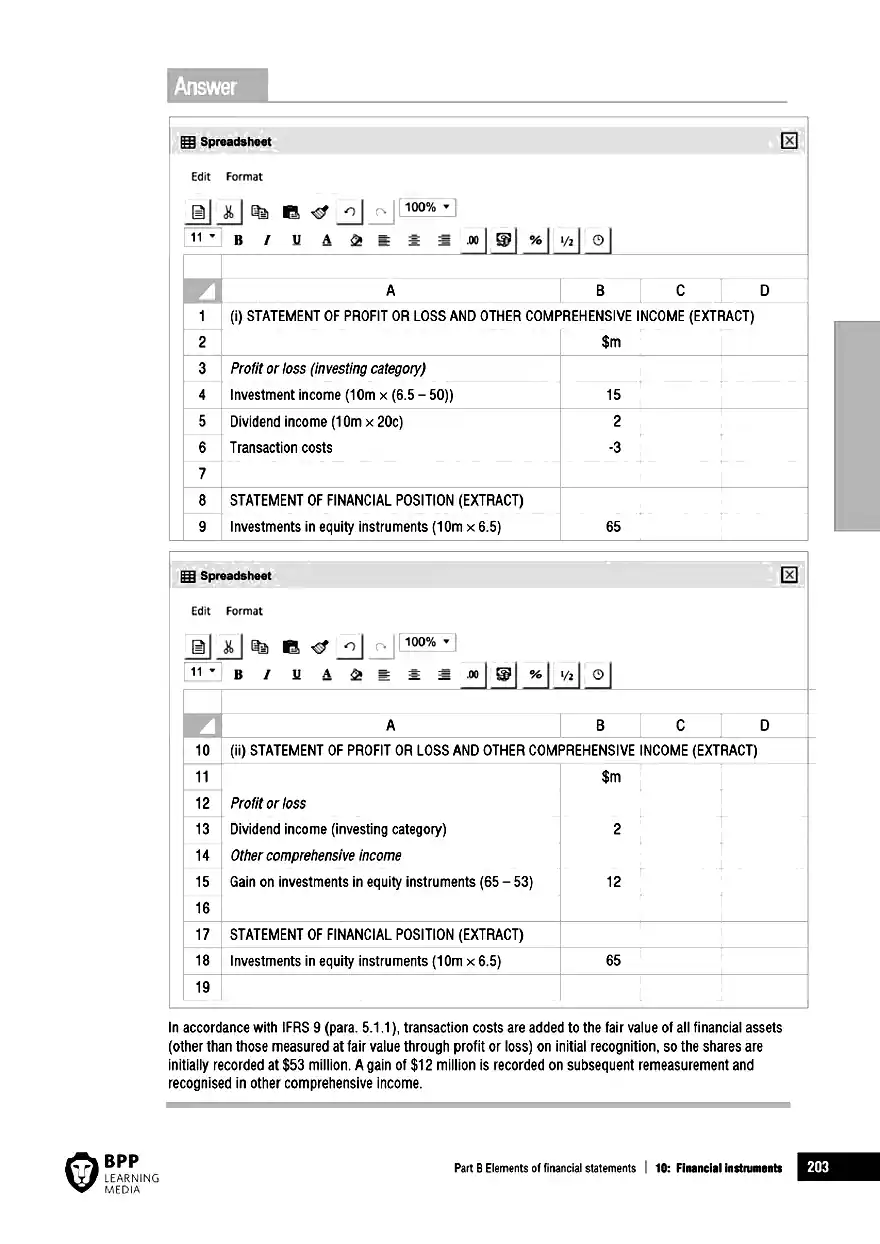 Answer
Spreadsheet
Edit Format
100%
11 B I U A .00 % 1/2
A B C D
1 (i) STATEMENT OF PROFIT OR LOSS AND OTHER COMPREHENSIVE INCOME (EXTRACT)
2 $m
3 Profit or loss (investing category)
4 Investment income (10m × (6.5 – 50)) 15
5 Dividend income (10m × 20c) 2
6 Transaction costs -3
7
8 STATEMENT OF FINANCIAL POSITION (EXTRACT)
9 Investments in equity instruments (10m × 6.5) 65
Spreadsheet
Edit Format
100%
11 B I U A .00 % 1/2
A B C D
10 (ii) STATEMENT OF PROFIT OR LOSS AND OTHER COMPREHENSIVE INCOME (EXTRACT)
11 $m
12 Profit or loss
13 Dividend income (investing category) 2
14 Other comprehensive income
15 Gain on investments in equity instruments (65 – 53) 12
16
17 STATEMENT OF FINANCIAL POSITION (EXTRACT)
18 Investments in equity instruments (10m × 6.5) 65
19
In accordance with IFRS 9 (para. 5.1.1), transaction costs are added to the fair value of all financial assets
(other than those measured at fair value through profit or loss) on initial recognition, so the shares are
initially recorded at $53 million. A gain of $12 million is recorded on subsequent remeasurement and
recognised in other comprehensive income.
BPP
LEARNING
MEDIA
Part B Elements of financial statements | 10: Financial instruments 203